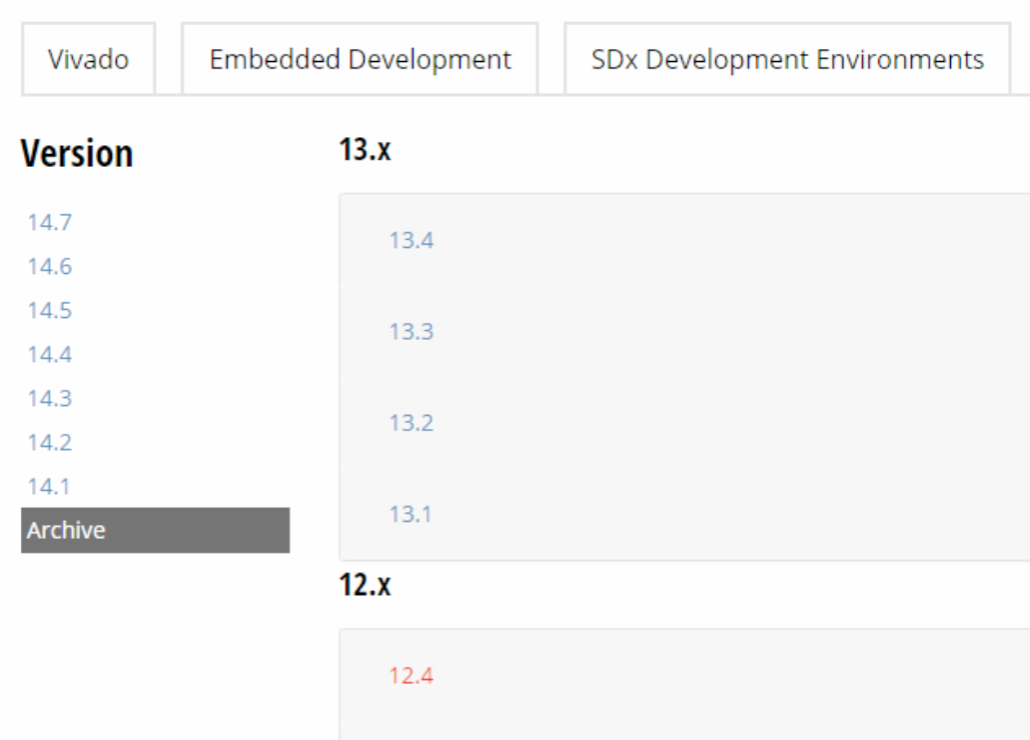 Vivado Embedded Development SDx Development Environments
Version
14.7
14.6
14.5
14.4
14.3
14.2
14.1
Archive
13.x
13.4
13.3
13.2
13.1
12.x
12.4